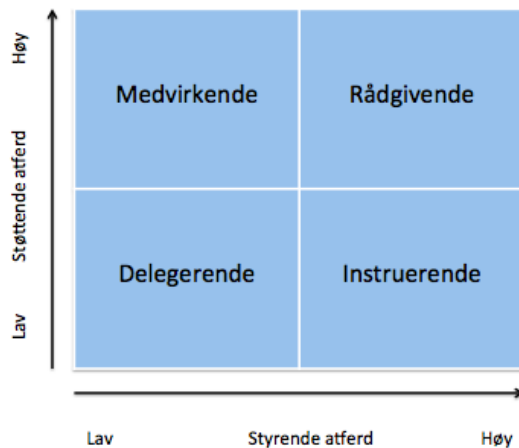 Høy
Støttende atferd
Lav
Medvirkende
Rådgivende
Delegerende
Instruerende
Lav
Styrende atferd
Høy